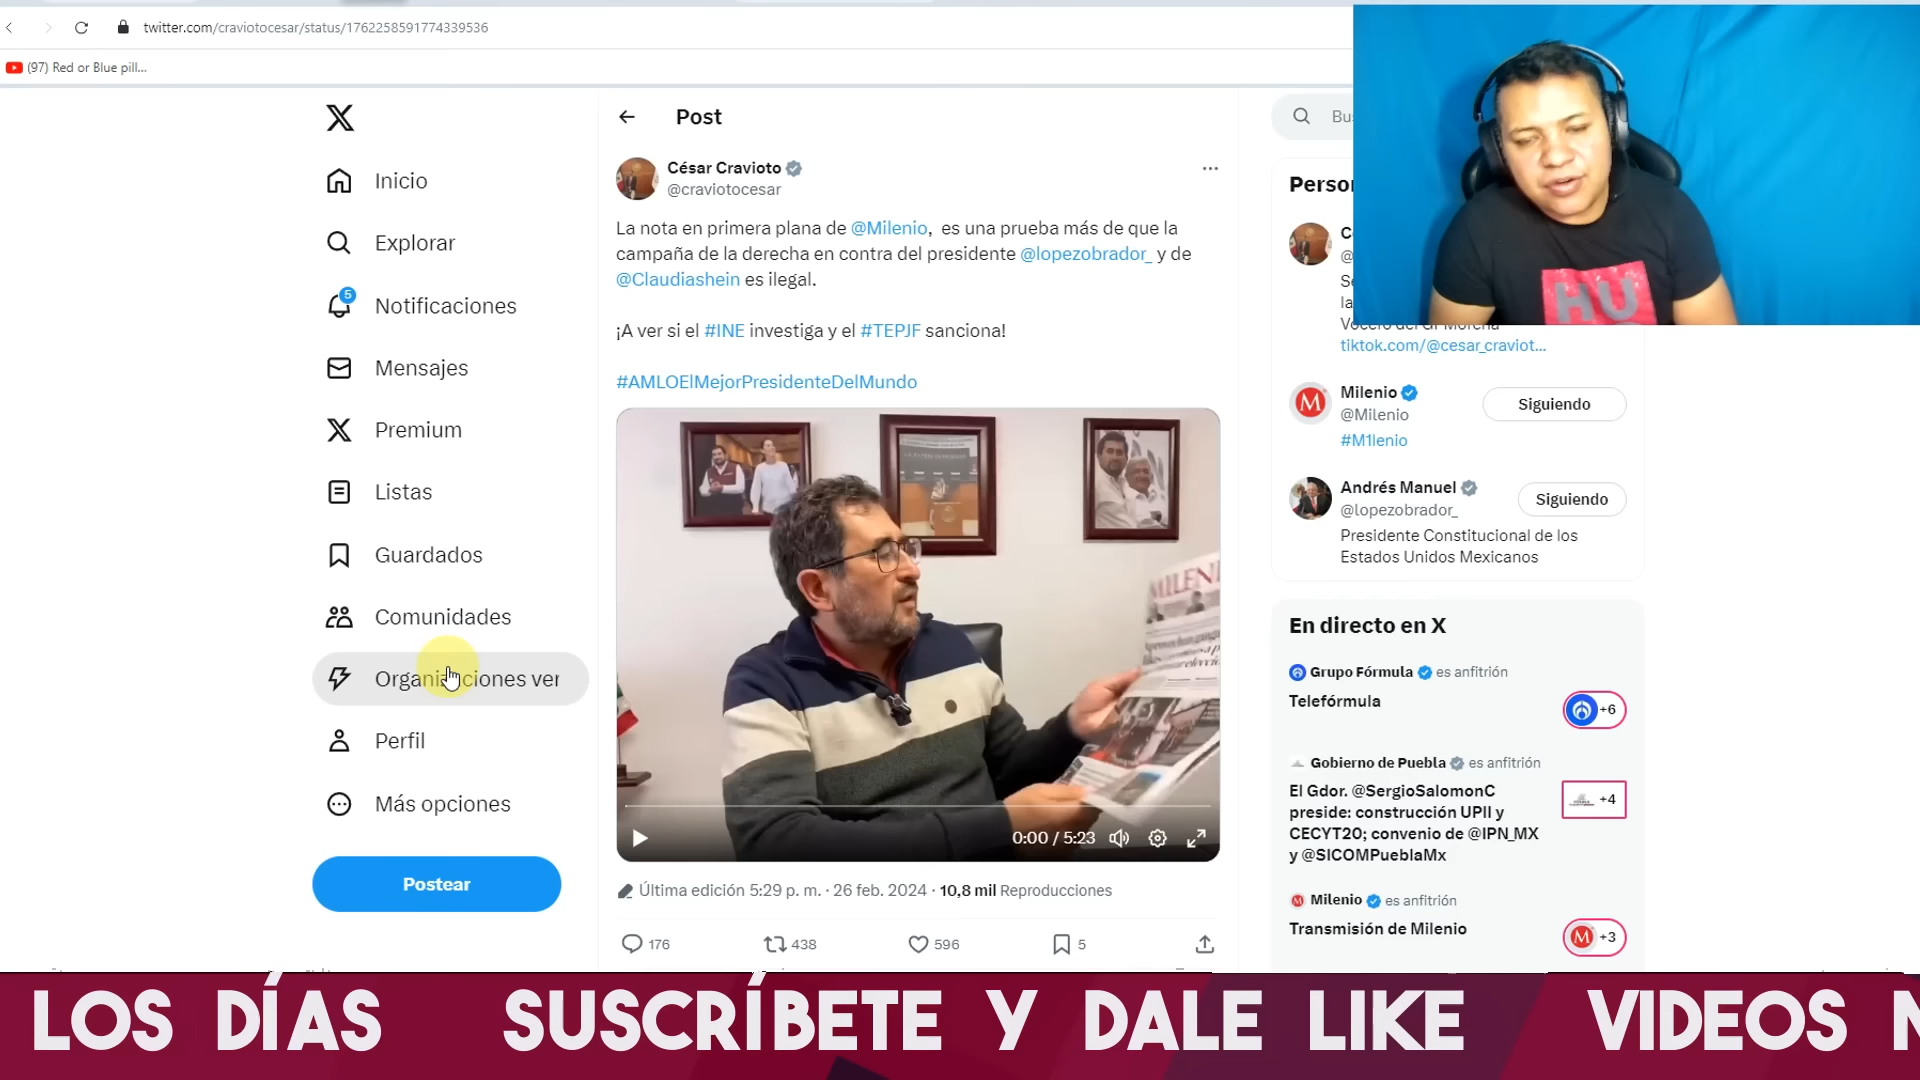 twitter.com/craviotocesar/status/1762258591774339536
(97) Red or Blue pill...
Inicio
Explorar
5
Notificaciones
Mensajes
Premium
Listas
Guardados
Comunidades
Organizaciones ver
Perfil
Más opciones
Postear
Post
César Cravioto
@craviotocesar
La nota en primera plana de @Milenio, es una prueba más de que la
campaña de la derecha en contra del presidente @lopezobrador_ y de
@Claudiashein es ilegal.
¡A ver si el #INE investiga y el #TEPJF sanciona!
#AMLOElMejorPresidenteDelMundo
MILENI
0:00 / 5:23
Última edición 5:29 p. m. · 26 feb. 2024 · 10,8 mil Reproducciones
176
438
596
5
HU
tiktok.com/@cesar_craviot...
Milenio
@Milenio
#M1lenio
Siguiendo
Andrés Manuel
@lopezobrador_
Siguiendo
Presidente Constitucional de los
Estados Unidos Mexicanos
En directo en X
Grupo Fórmula es anfitrión
Telefórmula
+6
Gobierno de Puebla es anfitrión
El Gdor. @SergioSalomonC
preside: construcción UPII y
CECYT20; convenio de @IPN_MX
y @SICOMPueblaMx
+4
Milenio es anfitrión
Transmisión de Milenio
+3
LOS DÍAS SUSCRÍBETE Y DALE LIKE VIDEOS N